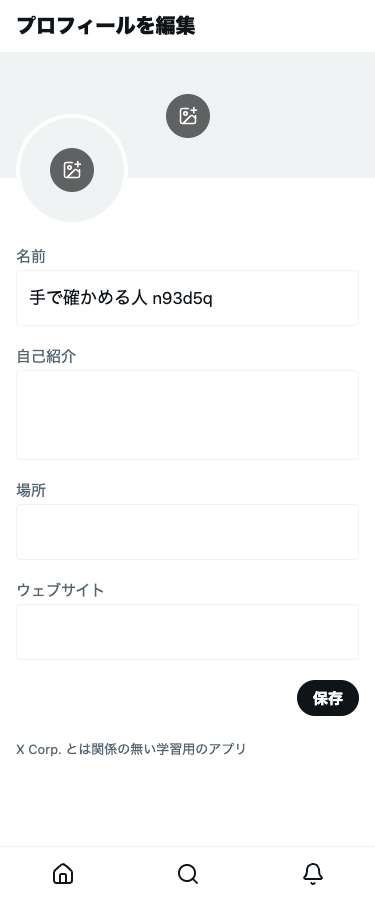 プロフィールを編集
名前
手で確かめる人 n93d5q
自己紹介
場所
ウェブサイト
保存
X Corp. とは関係の無い学習用のアプリ